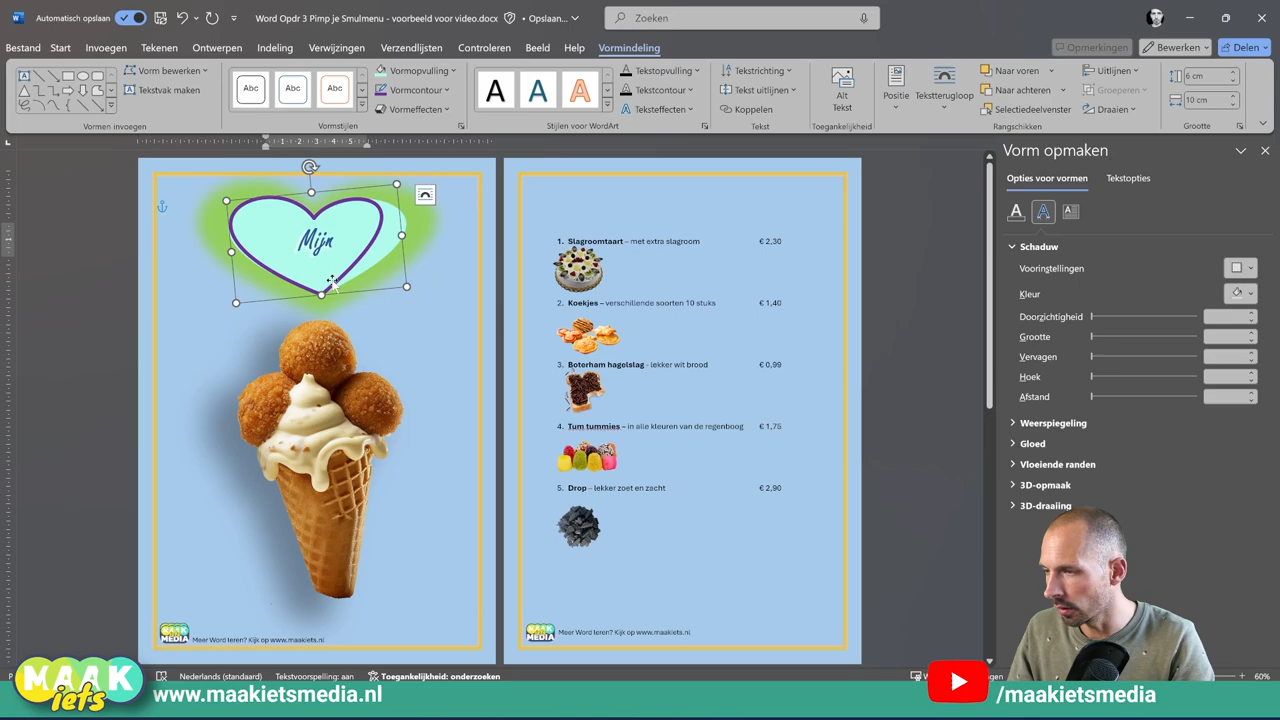 Automatisch opslaan
Word Opdr 3 Pimp je Smulmenu - voorbeeld voor video.docx
• Opslaan...
Zoeken
Bestand Start Invoegen Tekenen Ontwerpen Indeling Verwijzingen Verzendlijsten Controleren Beeld Help Vormindeling
Opmerkingen Bewerken Delen
Vorm bewerken
Tekstvak maken
Vormen invoegen
Abc Abc Abc
Vormopvulling
Vormcontour
Vormeffecten
Vormstijlen
A A A
Tekstopvulling
Tekstcontour
Teksteffecten
Stijlen voor WordArt
Tekstrichting
Tekst uitlijnen
Koppelen
Tekst
Alt
Tekst
Toegankelijkheid
Positie
Tekstterugloop
Naar voren
Naar achteren
Selectiedeelvenster
Uitlijnen
Groeperen
Draaien
Rangschikken
6 cm
10 cm
Grootte
Mijn
Meer Word leren? Kijk op www.maakiets.nl
1. Slagroomtaart – met extra slagroom € 2,30
2. Koekjes – verschillende soorten 10 stuks € 1,40
3. Boterham hagelslag - lekker wit brood € 0,99
4. Tum tummies – in alle kleuren van de regenboog € 1,75
5. Drop – lekker zoet en zacht € 2,90
Meer Word leren? Kijk op www.maakiets.nl
Vorm opmaken
Opties voor vormen Tekstopties
Schaduw
Voorinstellingen
Kleur
Doorzichtigheid
Grootte
Vervagen
Hoek
Afstand
Weerspiegeling
Gloed
Vloeiende randen
3D-opmaak
3D-draaiing
Nederlands (standaard)
Tekstvoorspelling: aan
Toegankelijkheid: onderzoeken
60%
MAAK
iets
www.maakietsmedia.nl
/maakietsmedia